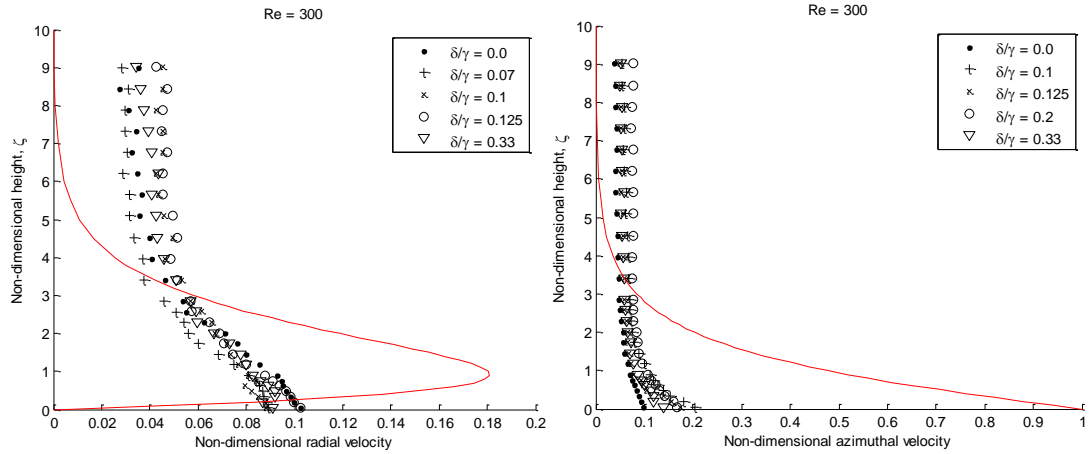 Re = 300
10
9
8
7
6
5
4
3
2
1
0
Non-dimensional height, ζ
0
0.02
0.04
0.06
0.08
0.1
0.12
0.14
0.16
0.18
0.2
Non-dimensional radial velocity
δ/γ = 0.0
δ/γ = 0.07
δ/γ = 0.1
δ/γ = 0.125
δ/γ = 0.33
Re = 300
10
9
8
7
6
5
4
3
2
1
0
Non-dimensional height, ζ
0
0.1
0.2
0.3
0.4
0.5
0.6
0.7
0.8
0.9
1
Non-dimensional azimuthal velocity
δ/γ = 0.0
δ/γ = 0.1
δ/γ = 0.125
δ/γ = 0.2
δ/γ = 0.33